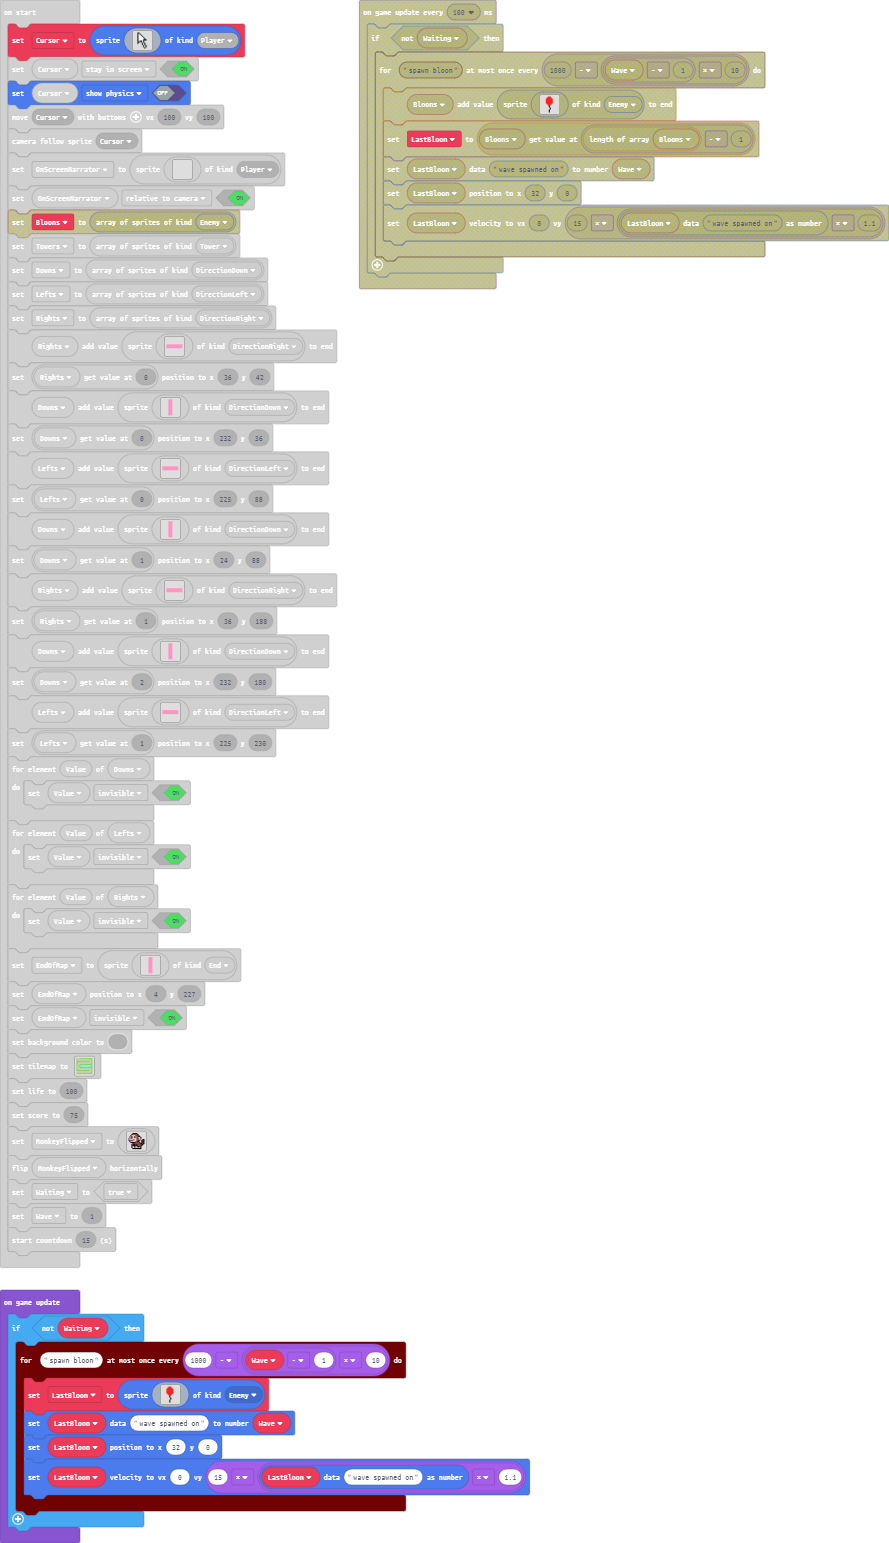 on start
set Cursor to sprite of kind Player
set Cursor stay in screen ON
set Cursor show physics OFF
move Cursor with buttons vx 100 vy 100
camera follow sprite Cursor
set OnScreenNarrator to sprite of kind Player
set OnScreenNarrator relative to camera ON
set Bloons to array of sprites of kind Enemy
set Towers to array of sprites of kind Tower
set Downs to array of sprites of kind DirectionDown
set Lefts to array of sprites of kind DirectionLeft
set Rights to array of sprites of kind DirectionRight
Rights add value sprite of kind DirectionRight to end
set Rights get value at 0 position to x 36 y 42
Downs add value sprite of kind DirectionDown to end
set Downs get value at 0 position to x 232 y 36
Lefts add value sprite of kind DirectionLeft to end
set Lefts get value at 0 position to x 225 y 88
Downs add value sprite of kind DirectionDown to end
set Downs get value at 1 position to x 24 y 88
Rights add value sprite of kind DirectionRight to end
set Rights get value at 1 position to x 36 y 188
Downs add value sprite of kind DirectionDown to end
set Downs get value at 2 position to x 232 y 180
Lefts add value sprite of kind DirectionLeft to end
set Lefts get value at 1 position to x 225 y 230
for element Value of Downs
do set Value invisible ON
for element Value of Lefts
do set Value invisible ON
for element Value of Rights
do set Value invisible ON
set EndOfMap to sprite of kind End
set EndOfMap position to x 4 y 227
set EndOfMap invisible ON
set background color to
set tilemap to
set life to 100
set score to 75
set MonkeyFlipped to
flip MonkeyFlipped horizontally
set Waiting to true
set Wave to 1
start countdown 15 (s)
on game update every 100 ms
if not Waiting then
for "spawn bloon" at most once every 1000 - Wave - 1 × 10 do
Bloons add value sprite of kind Enemy to end
set LastBloon to Bloons get value at length of array Bloons - 1
set LastBloon data "wave spawned on" to number Wave
set LastBloon position to x 32 y 0
set LastBloon velocity to vx 0 vy 15 × LastBloon data "wave spawned on" as number × 1.1
on game update
if not Waiting then
for "spawn bloon" at most once every 1000 - Wave - 1 × 10 do
set LastBloon to sprite of kind Enemy
set LastBloon data "wave spawned on" to number Wave
set LastBloon position to x 32 y 0
set LastBloon velocity to vx 0 vy 15 × LastBloon data "wave spawned on" as number × 1.1